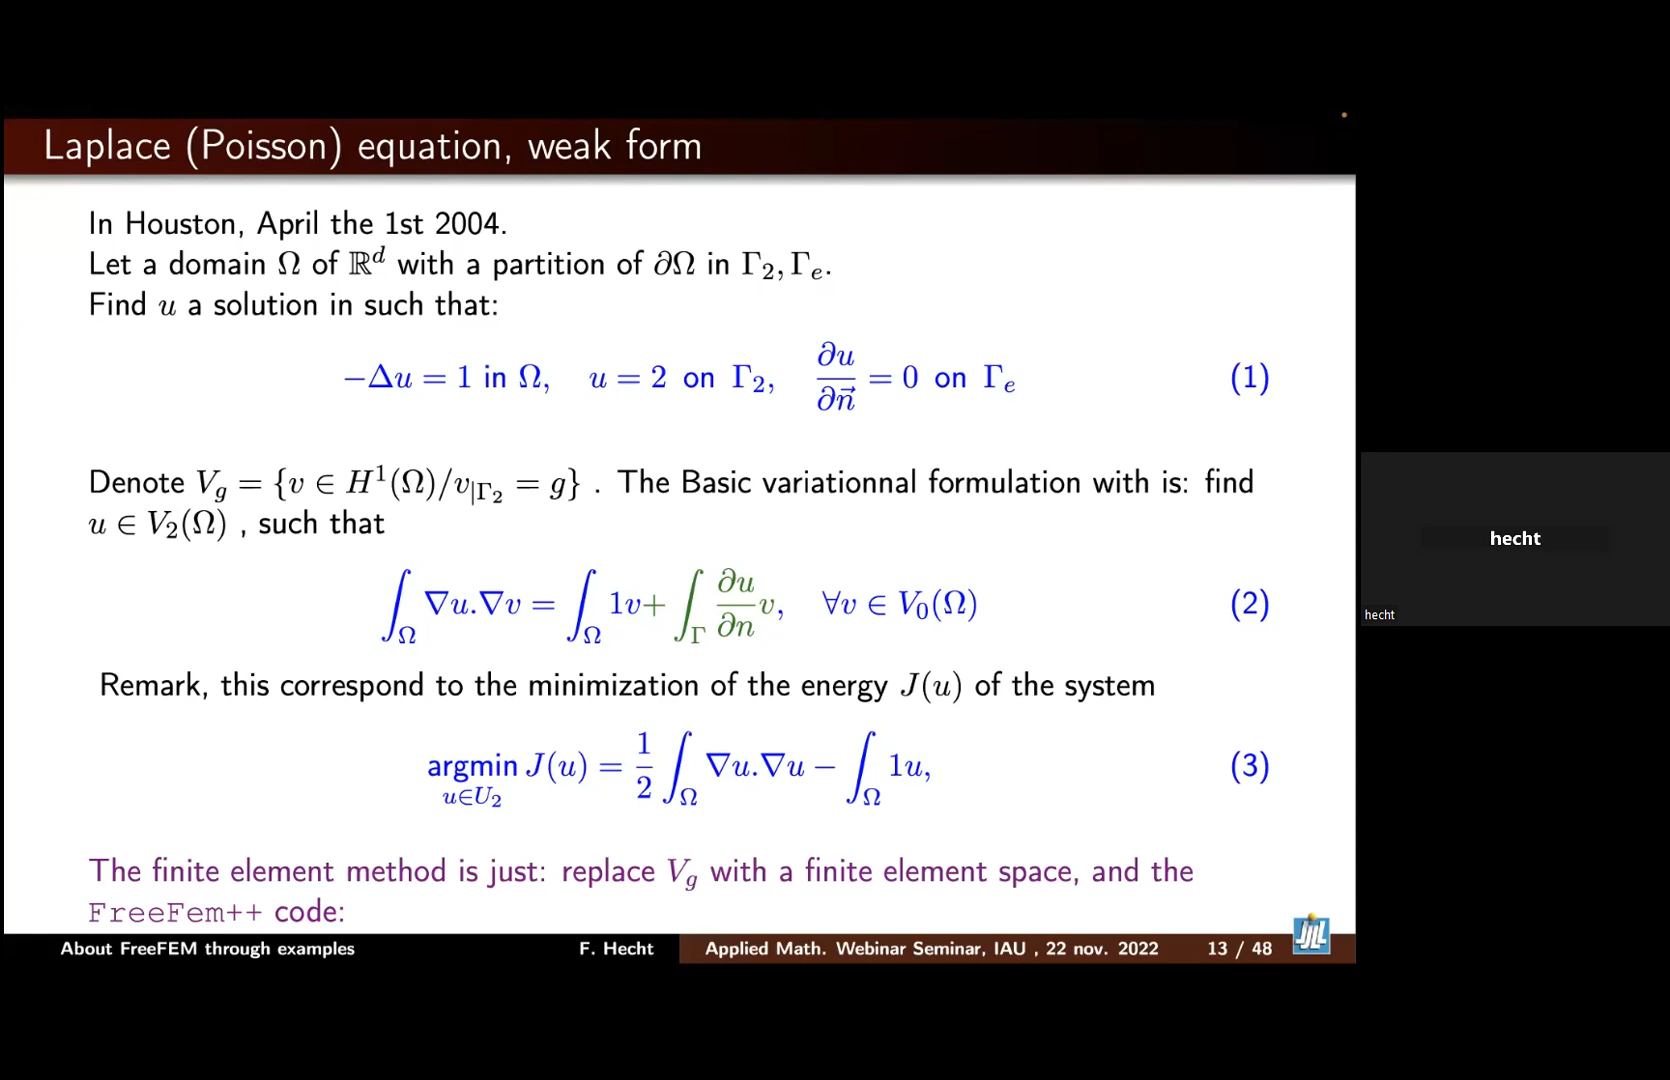 Laplace (Poisson) equation, weak form
In Houston, April the 1st 2004.
Let a domain Ω of ℝ^d with a partition of ∂Ω in Γ₂, Γ_e.
Find u a solution in such that:
−Δu = 1 in Ω, u = 2 on Γ₂, ∂u/∂n⃗ = 0 on Γ_e (1)
Denote V_g = {v ∈ H¹(Ω)/v_{|Γ₂} = g} . The Basic variationnal formulation with is: find
u ∈ V₂(Ω) , such that
∫_Ω ∇u.∇v = ∫_Ω 1v+ ∫_Γ ∂u/∂n v, ∀v ∈ V₀(Ω) (2)
Remark, this correspond to the minimization of the energy J(u) of the system
argmin_{u∈U₂} J(u) = 1/2 ∫_Ω ∇u.∇u − ∫_Ω 1u, (3)
The finite element method is just: replace V_g with a finite element space, and the
FreeFem++ code:
About FreeFEM through examples F. Hecht Applied Math. Webinar Seminar, IAU , 22 nov. 2022 13 / 48
JJLL
hecht
hecht